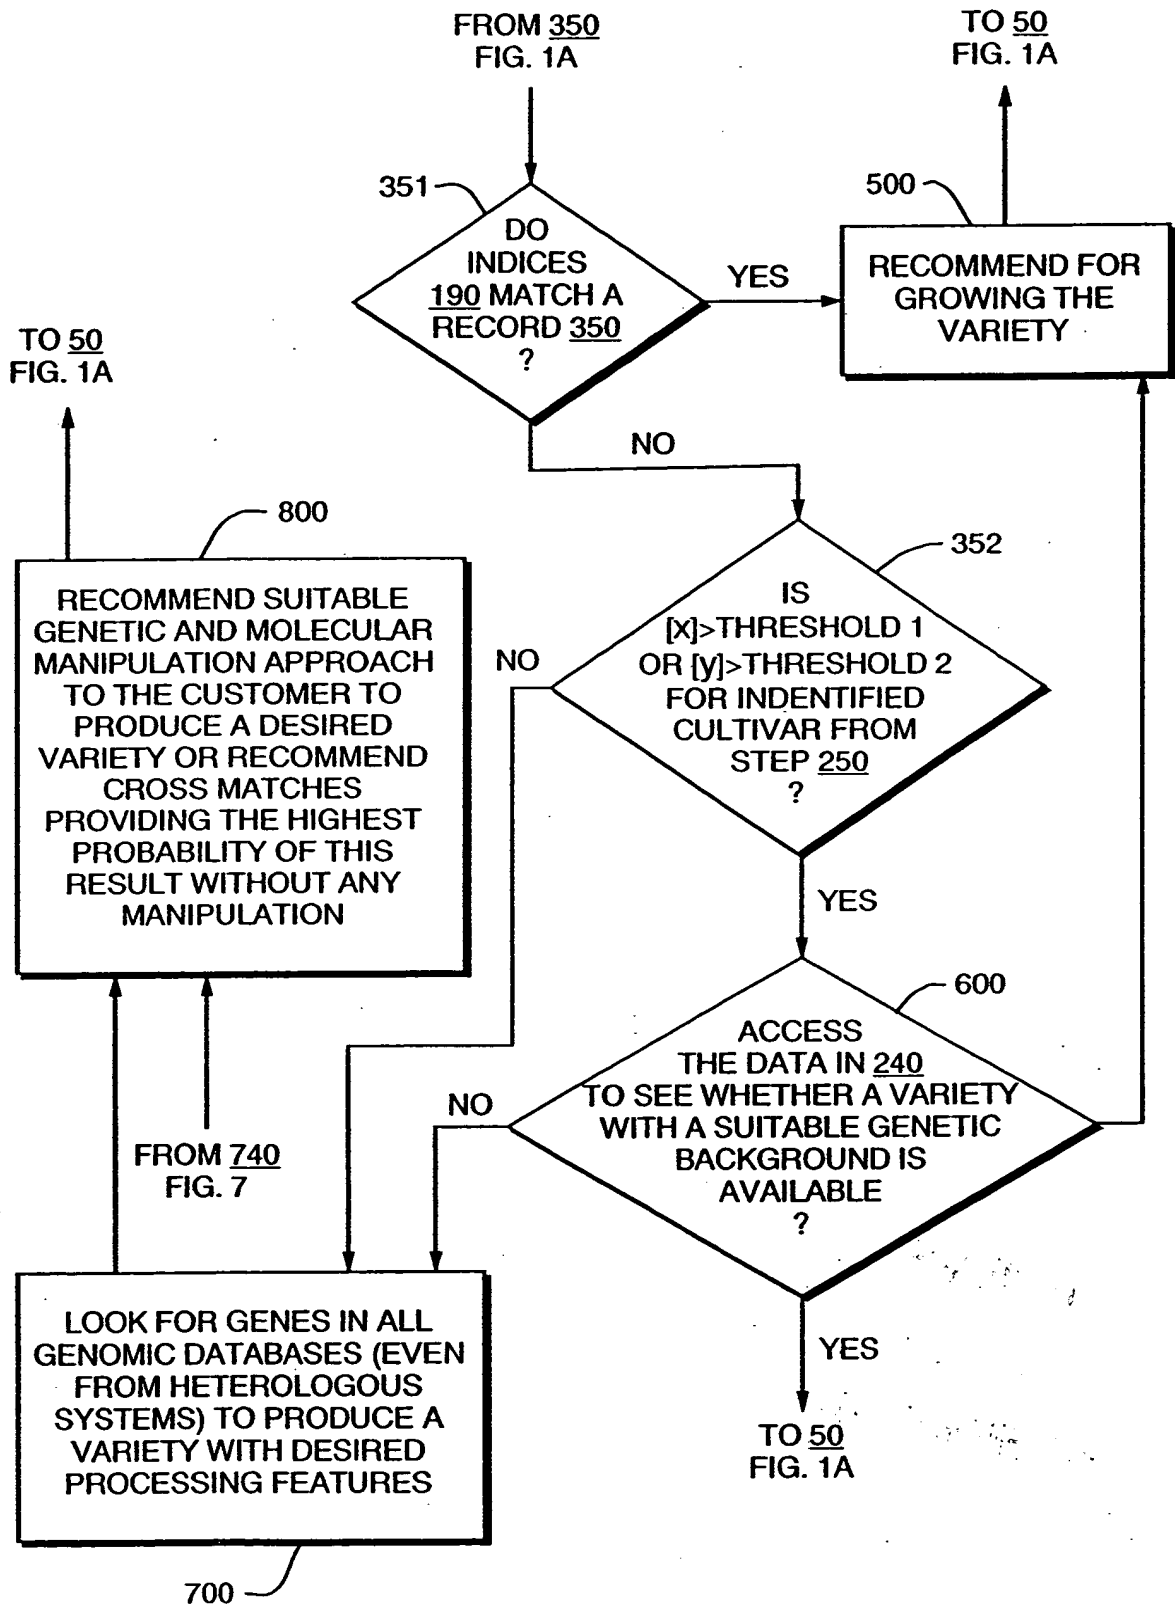 FROM 350
FIG. 1A
TO 50
FIG. 1A
351
DO
INDICES
190 MATCH A
RECORD 350
?
YES
500
RECOMMEND FOR
GROWING THE
VARIETY
TO 50
FIG. 1A
NO
800
RECOMMEND SUITABLE
GENETIC AND MOLECULAR
MANIPULATION APPROACH
TO THE CUSTOMER TO
PRODUCE A DESIRED
VARIETY OR RECOMMEND
CROSS MATCHES
PROVIDING THE HIGHEST
PROBABILITY OF THIS
RESULT WITHOUT ANY
MANIPULATION
352
IS
[x]>THRESHOLD 1
OR [y]>THRESHOLD 2
FOR INDENTIFIED
CULTIVAR FROM
STEP 250
?
NO
YES
600
ACCESS
THE DATA IN 240
TO SEE WHETHER A VARIETY
WITH A SUITABLE GENETIC
BACKGROUND IS
AVAILABLE
?
NO
FROM 740
FIG. 7
YES
TO 50
FIG. 1A
LOOK FOR GENES IN ALL
GENOMIC DATABASES (EVEN
FROM HETEROLOGOUS
SYSTEMS) TO PRODUCE A
VARIETY WITH DESIRED
PROCESSING FEATURES
700